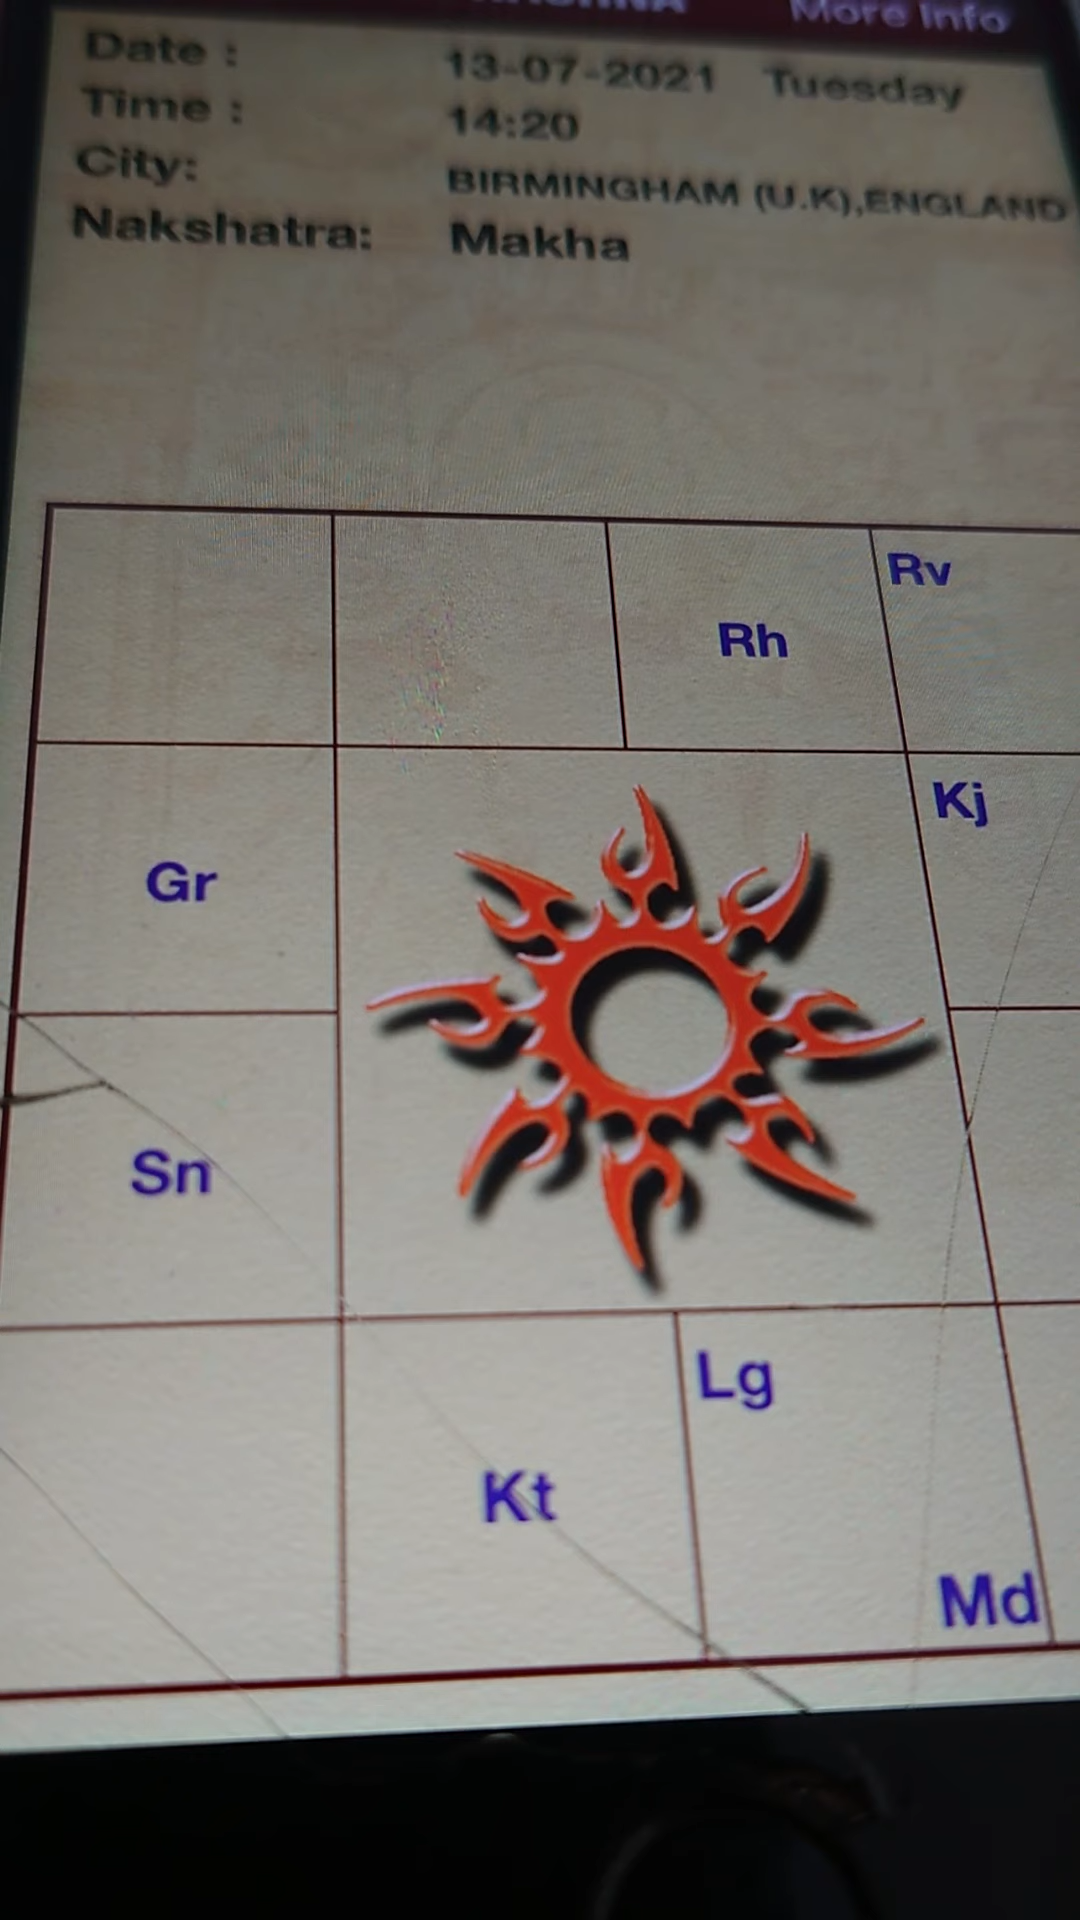 More Info
Date : 13-07-2021 Tuesday
Time : 14:20
City: BIRMINGHAM (U.K),ENGLAND
Nakshatra: Makha
Rv
Rh
Kj
Gr
Sn
Lg
Kt
Md